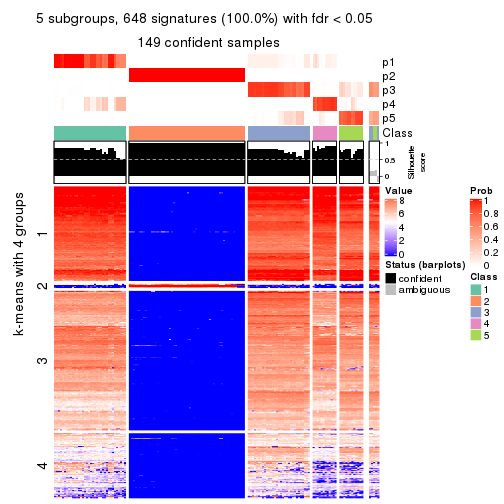 5 subgroups, 648 signatures (100.0%) with fdr < 0.05
149 confident samples
p1
p2
p3
p4
p5
Class
1
0.5
0
Silhouette
score
k-means with 4 groups
1
2
3
4
Value
8
6
4
2
0
Status (barplots)
confident
ambiguous
Prob
1
0.8
0.6
0.4
0.2
0
Class
1
2
3
4
5